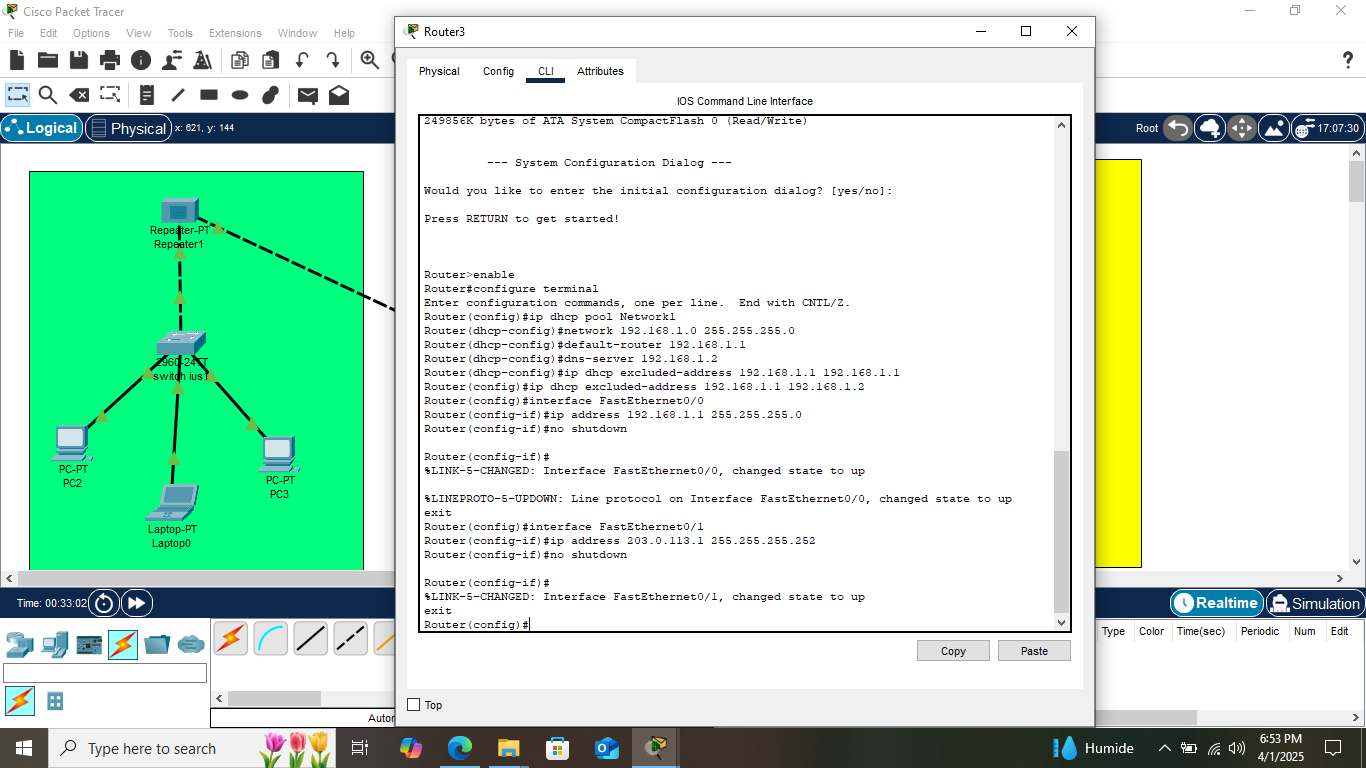 Cisco Packet Tracer
File Edit Options View Tools Extensions Window Help
Logical
Physical
x: 621, y: 144
Root
17:07:30
Repeater-PT
Repeater1
2960-24TT
switch ius1
PC-PT
PC2
PC-PT
PC3
Laptop-PT
Laptop0
Router3
Physical Config CLI Attributes
IOS Command Line Interface
249856K bytes of ATA System CompactFlash 0 (Read/Write)
--- System Configuration Dialog ---
Would you like to enter the initial configuration dialog? [yes/no]:
Press RETURN to get started!
Router>enable
Router#configure terminal
Enter configuration commands, one per line.  End with CNTL/Z.
Router(config)#ip dhcp pool Network1
Router(dhcp-config)#network 192.168.1.0 255.255.255.0
Router(dhcp-config)#default-router 192.168.1.1
Router(dhcp-config)#dns-server 192.168.1.2
Router(dhcp-config)#ip dhcp excluded-address 192.168.1.1 192.168.1.1
Router(config)#ip dhcp excluded-address 192.168.1.1 192.168.1.2
Router(config)#interface FastEthernet0/0
Router(config-if)#ip address 192.168.1.1 255.255.255.0
Router(config-if)#no shutdown
Router(config-if)#
%LINK-5-CHANGED: Interface FastEthernet0/0, changed state to up
%LINEPROTO-5-UPDOWN: Line protocol on Interface FastEthernet0/0, changed state to up
exit
Router(config)#interface FastEthernet0/1
Router(config-if)#ip address 203.0.113.1 255.255.255.252
Router(config-if)#no shutdown
Router(config-if)#
%LINK-5-CHANGED: Interface FastEthernet0/1, changed state to up
exit
Router(config)#
Copy
Paste
Top
Time: 00:33:02
Realtime
Simulation
Type Color Time(sec) Periodic Num Edit
Autor
Type here to search
Humide
6:53 PM
4/1/2025